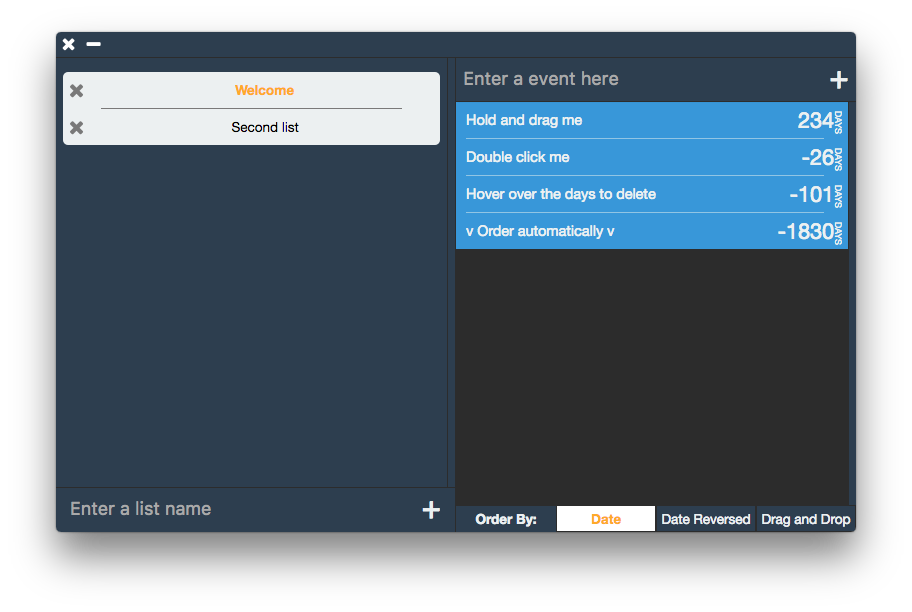 Welcome
Second list
Enter a list name
Enter a event here
Hold and drag me 234 DAYS
Double click me -26 DAYS
Hover over the days to delete -101 DAYS
v Order automatically v -1830 DAYS
Order By: Date Date Reversed Drag and Drop